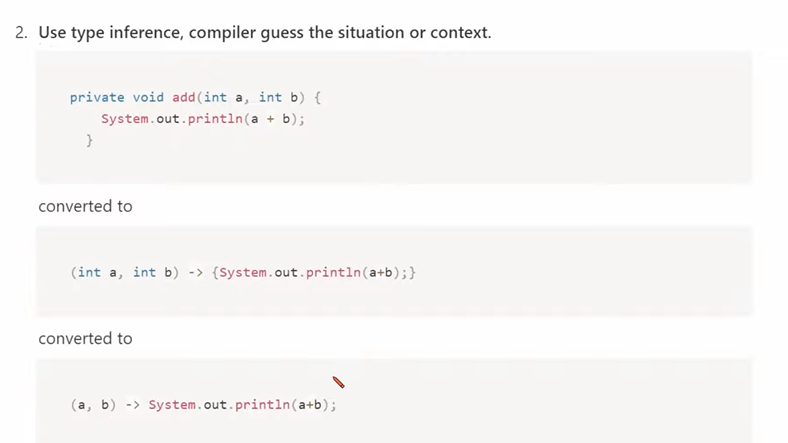 2. Use type inference, compiler guess the situation or context.
private void add(int a, int b) {
System.out.println(a + b);
}
converted to
(int a, int b) -> {System.out.println(a+b);}
converted to
(a, b) -> System.out.println(a+b);